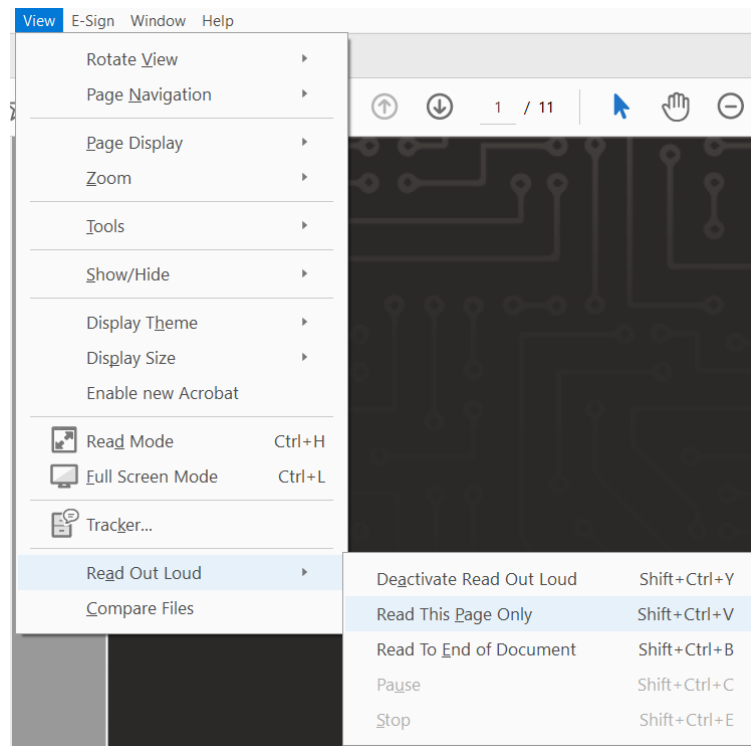 View E-Sign Window Help
Rotate View
Page Navigation
1 / 11
Page Display
Zoom
Tools
Show/Hide
Display Theme
Display Size
Enable new Acrobat
Read Mode Ctrl+H
Full Screen Mode Ctrl+L
Tracker...
Read Out Loud
Compare Files
Deactivate Read Out Loud Shift+Ctrl+Y
Read This Page Only Shift+Ctrl+V
Read To End of Document Shift+Ctrl+B
Pause Shift+Ctrl+C
Stop Shift+Ctrl+E